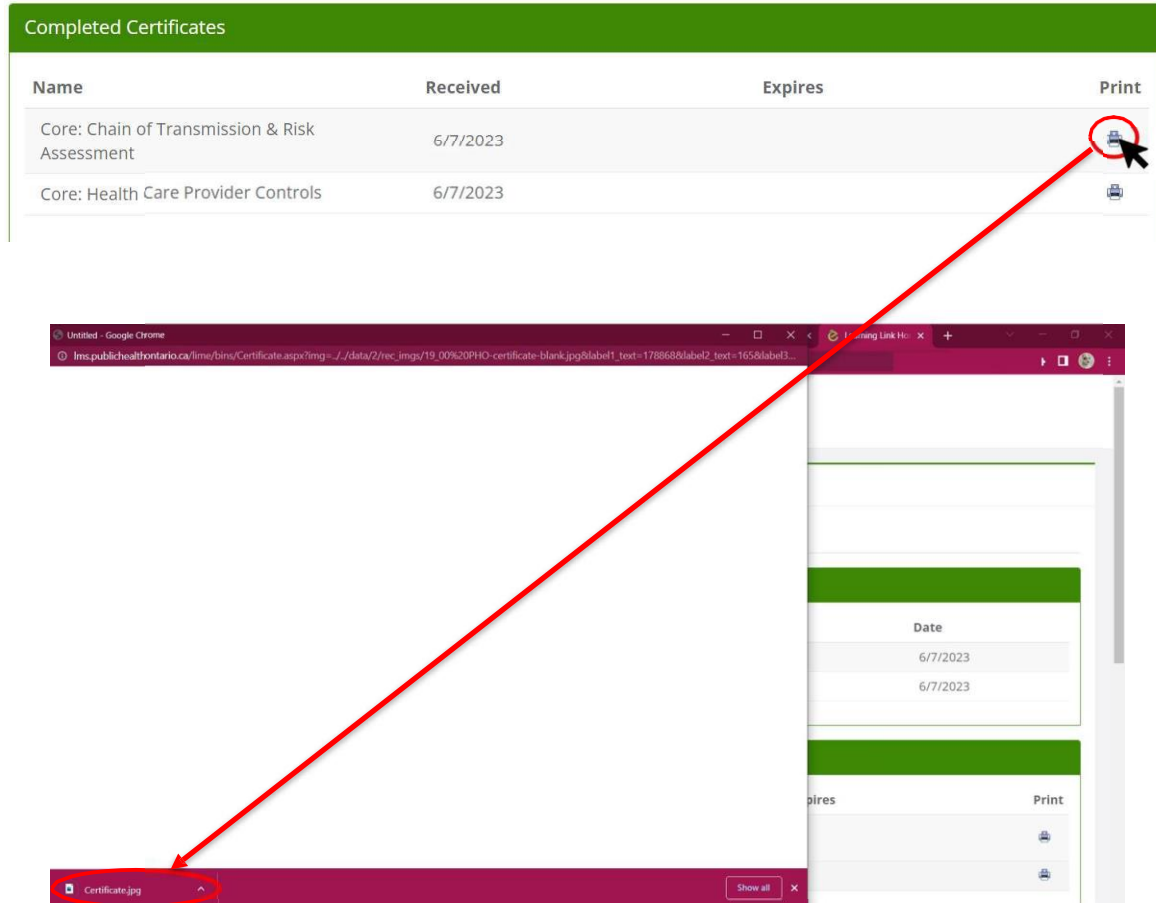 Completed Certificates
Name Received Expires Print
Core: Chain of Transmission & Risk
Assessment 6/7/2023
Core: Health Care Provider Controls 6/7/2023
Untitled - Google Chrome
lms.publichealthontario.ca/lime/bins/Certificate.aspx?img=../../data/2/rec_imgs/19_00%20PHO-certificate-blank.jpg&label1_text=178868&label2_text=165&label3...
Date
6/7/2023
6/7/2023
pires Print
Certificate.jpg
Show all